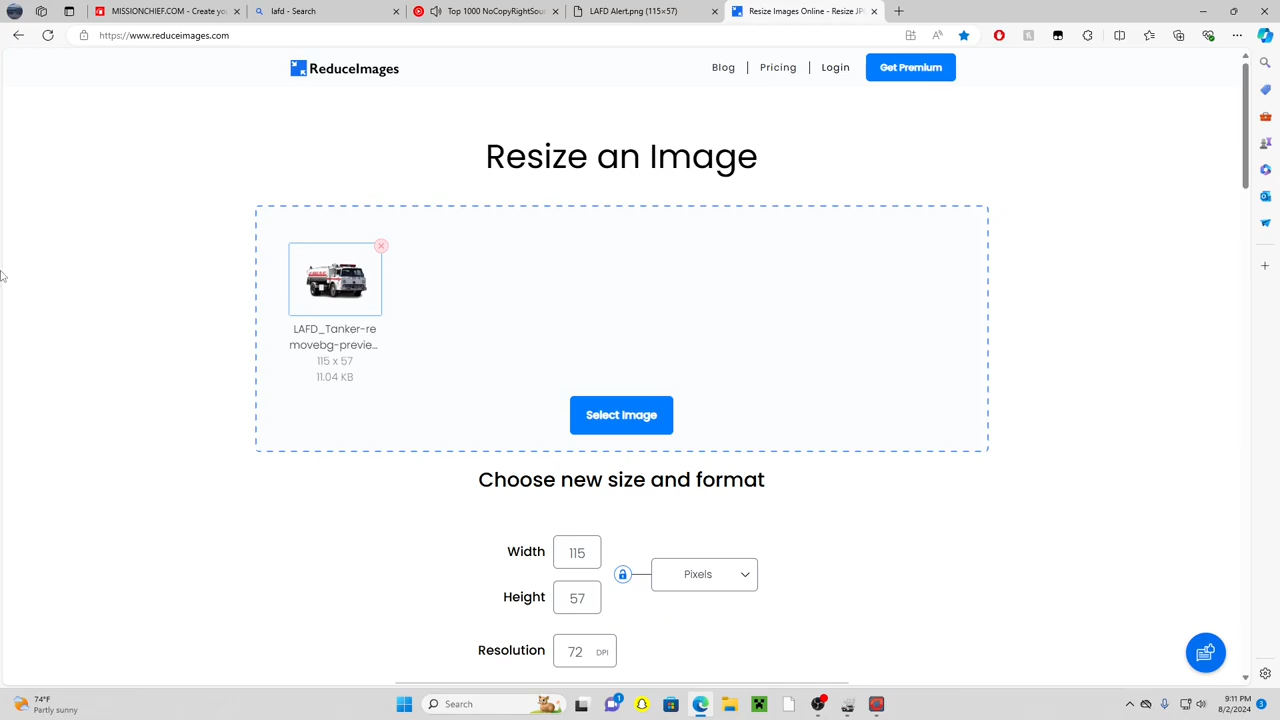 MISSIONCHIEF.COM - Create you
lafd - Search
Top 1000 NoCopyRightSou
LAFD Alert.png (115×57)
Resize Images Online - Resize JP
https://www.reduceimages.com
ReduceImages
Blog
Pricing
Login
Get Premium
Resize an Image
LAFD_Tanker-re
movebg-previe...
115 x 57
11.04 KB
Select Image
Choose new size and format
Width
115
Pixels
Height
57
Resolution
72
DPI
74°F
Partly sunny
Search
1
9:11 PM
8/2/2024
3